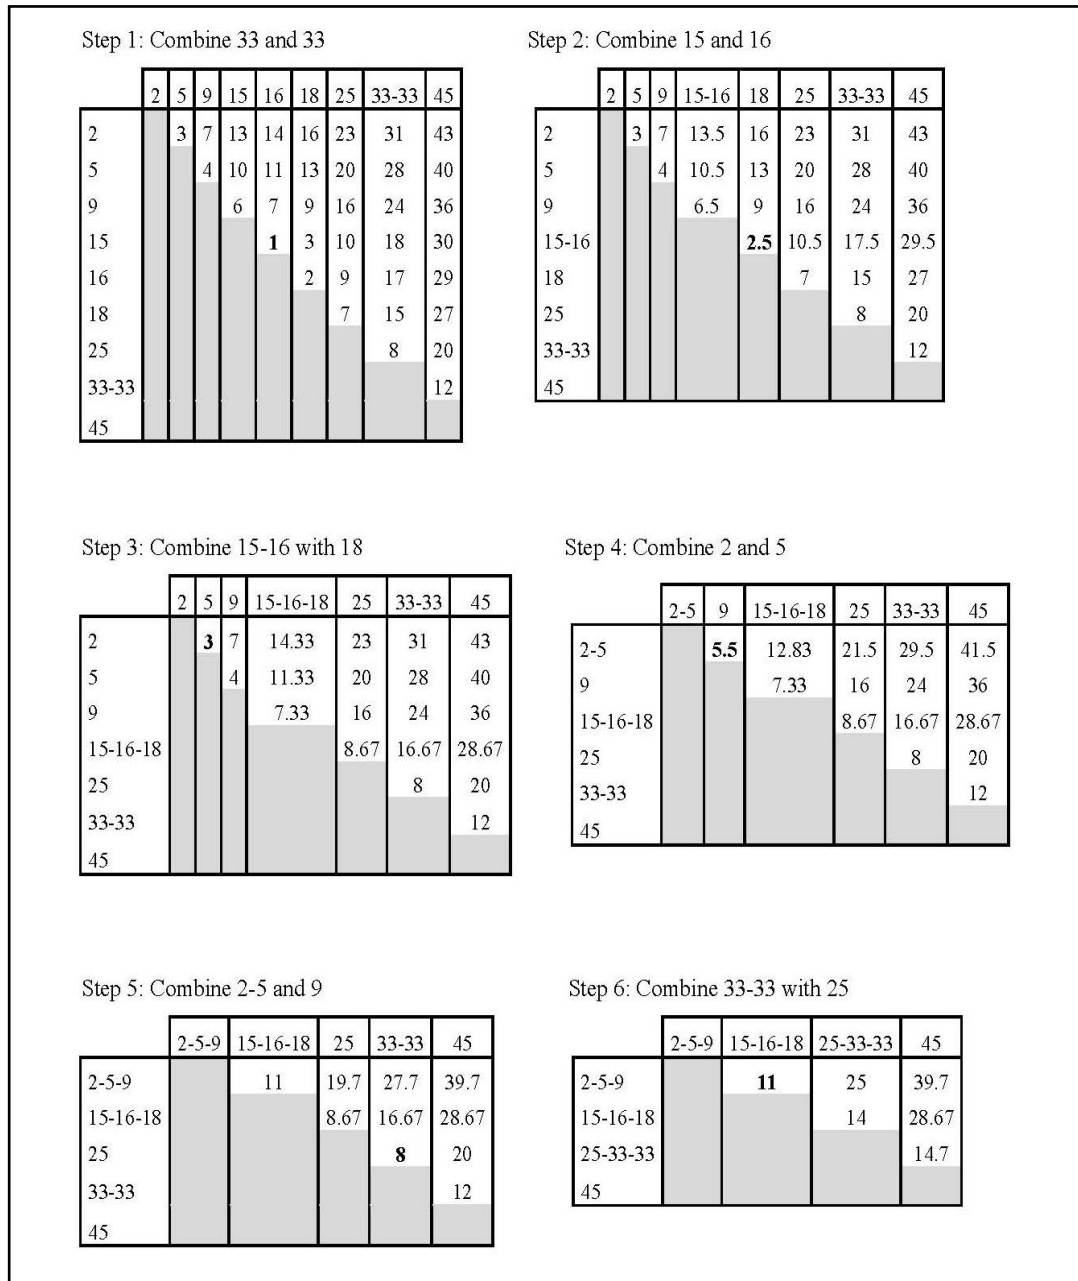 Step 1: Combine 33 and 33
2 5 9 15 16 18 25 33-33 45
2 3 7 13 14 16 23 31 43
5 4 10 11 13 20 28 40
9 6 7 9 16 24 36
15 1 3 10 18 30
16 2 9 17 29
18 7 15 27
25 8 20
33-33 12
45
Step 2: Combine 15 and 16
2 5 9 15-16 18 25 33-33 45
2 3 7 13.5 16 23 31 43
5 4 10.5 13 20 28 40
9 6.5 9 16 24 36
15-16 2.5 10.5 17.5 29.5
18 7 15 27
25 8 20
33-33 12
45
Step 3: Combine 15-16 with 18
2 5 9 15-16-18 25 33-33 45
2 3 7 14.33 23 31 43
5 4 11.33 20 28 40
9 7.33 16 24 36
15-16-18 8.67 16.67 28.67
25 8 20
33-33 12
45
Step 4: Combine 2 and 5
2-5 9 15-16-18 25 33-33 45
2-5 5.5 12.83 21.5 29.5 41.5
9 7.33 16 24 36
15-16-18 8.67 16.67 28.67
25 8 20
33-33 12
45
Step 5: Combine 2-5 and 9
2-5-9 15-16-18 25 33-33 45
2-5-9 11 19.7 27.7 39.7
15-16-18 8.67 16.67 28.67
25 8 20
33-33 12
45
Step 6: Combine 33-33 with 25
2-5-9 15-16-18 25-33-33 45
2-5-9 11 25 39.7
15-16-18 14 28.67
25-33-33 14.7
45